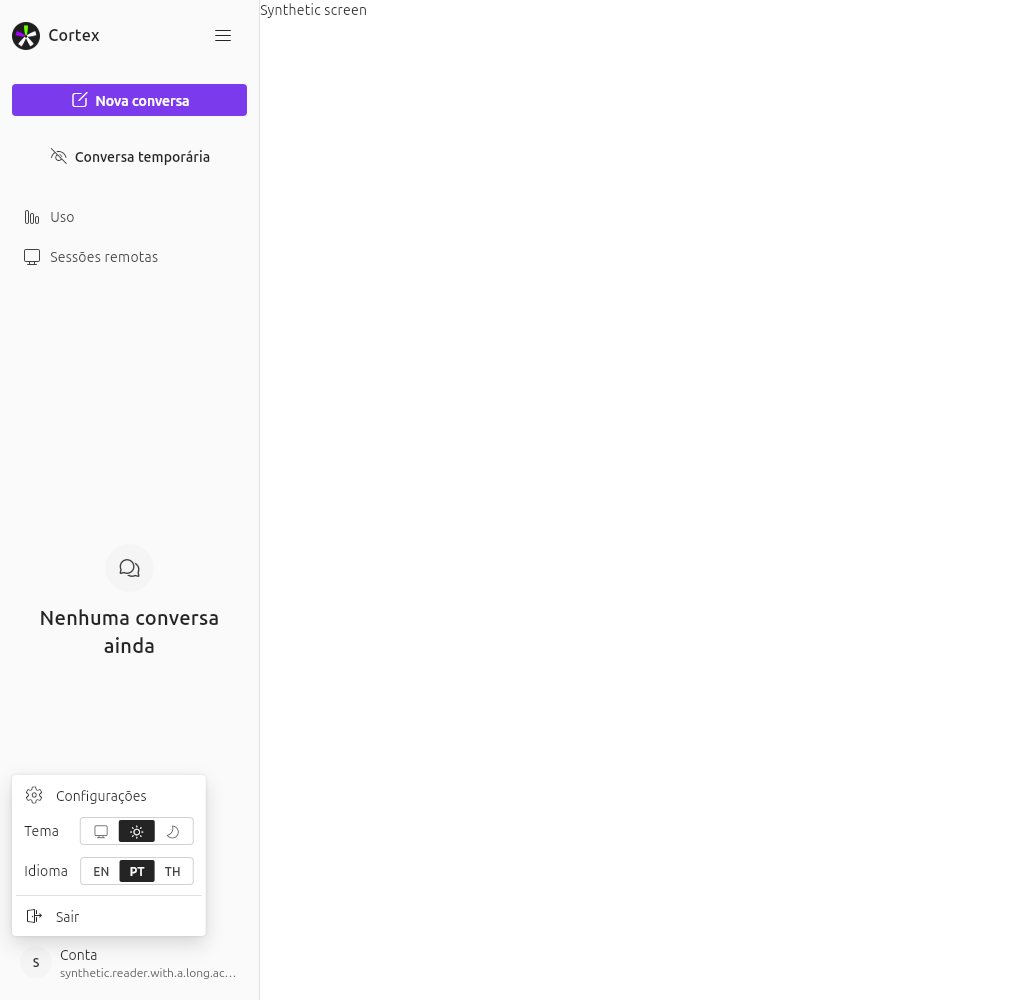 Cortex
Synthetic screen
Nova conversa
Conversa temporária
Uso
Sessões remotas
Nenhuma conversa
ainda
Configurações
Tema
Idioma EN PT TH
Sair
S
Conta
synthetic.reader.with.a.long.ac...